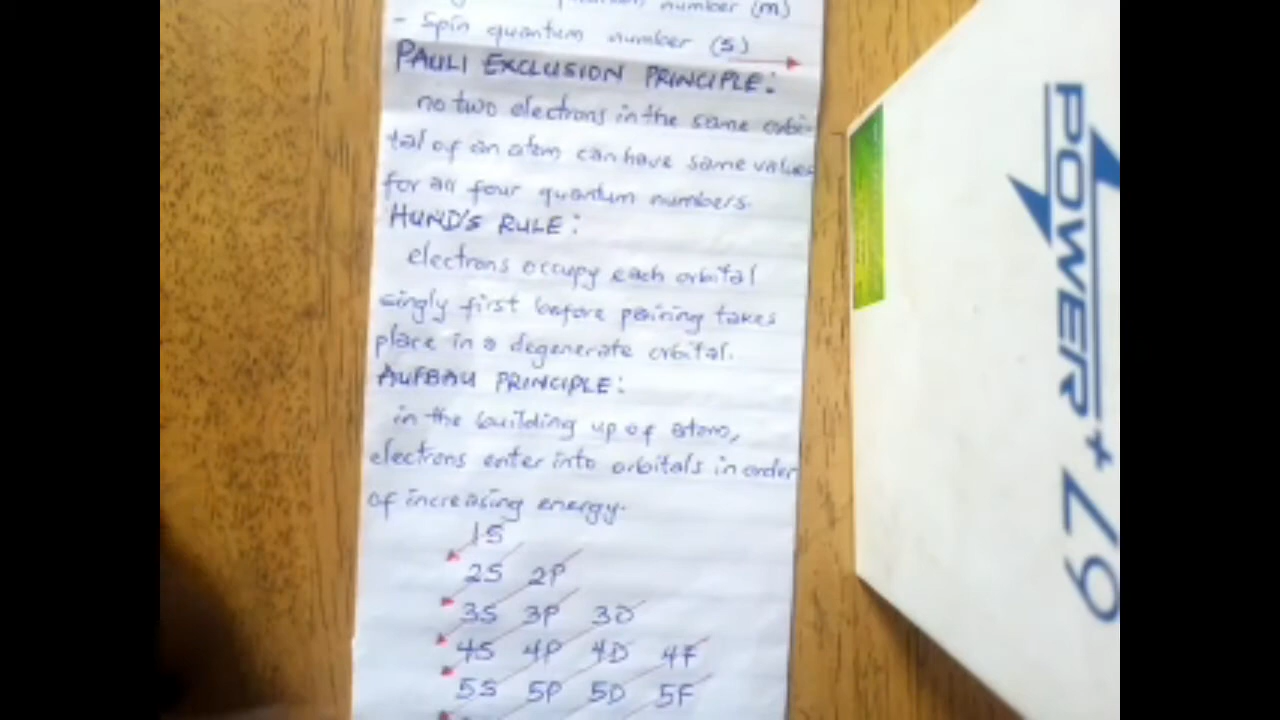 number (m)
- Spin quantum number (s)
PAULI EXCLUSION PRINCIPLE:
no two electrons in the same orbi-
tal of an atom can have same values
for all four quantum numbers.
HUND'S RULE:
electrons occupy each orbital
singly first before pairing takes
place in a degenerate orbital.
AUFBAU PRINCIPLE:
in the building up of atom,
electrons enter into orbitals in order
of increasing energy.
1S
2S 2P
3S 3P 3D
4S 4P 4D 4F
5S 5P 5D 5F
POWER+ Z9